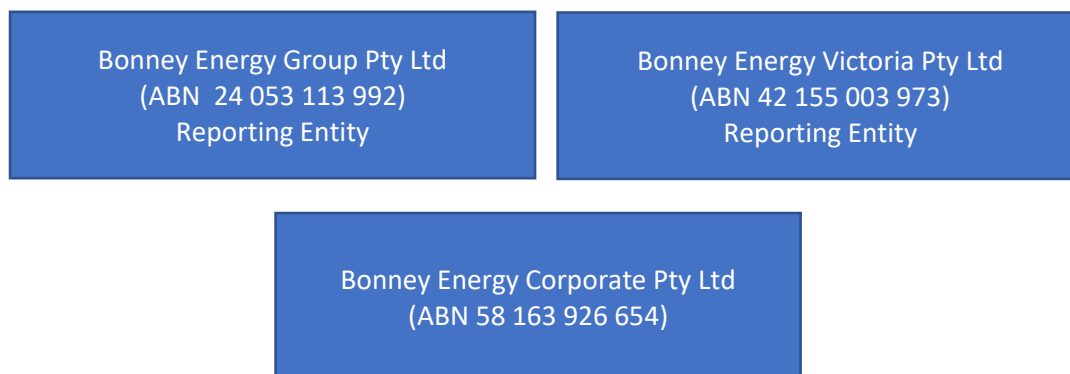 Bonney Energy Group Pty Ltd
(ABN  24 053 113 992)
Reporting Entity
Bonney Energy Victoria Pty Ltd
(ABN 42 155 003 973)
Reporting Entity
Bonney Energy Corporate Pty Ltd
(ABN 58 163 926 654)